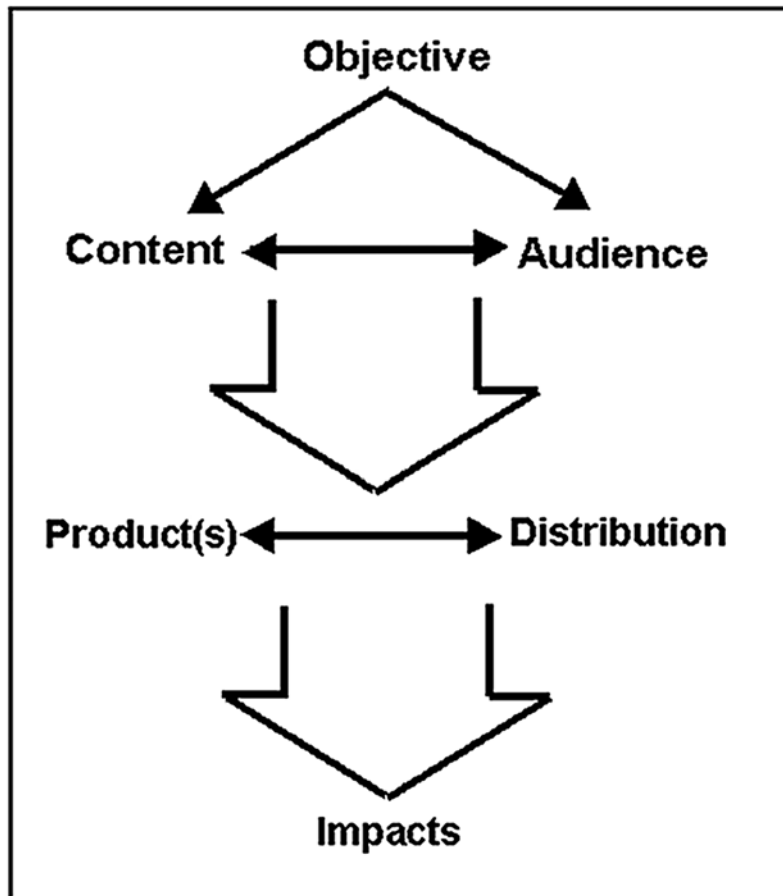 Objective
Content
Audience
Product(s)
Distribution
Impacts